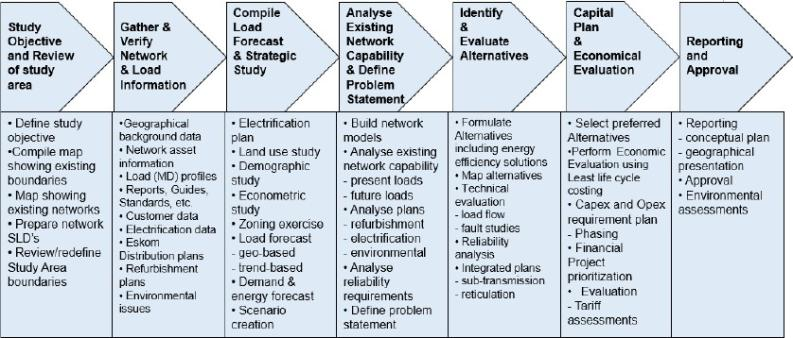 Study
Objective
and Review
of study
area
Gather &
Verify
Network
& Load
Information
Compile
Load
Forecast
& Strategic
Study
Analyse
Existing
Network
Capability
& Define
Problem
Statement
Identify
&
Evaluate
Alternatives
Capital
Plan
&
Economical
Evaluation
Reporting
and
Approval
• Define study
objective
•Compile map
showing existing
boundaries
• Map showing
existing networks
• Prepare network
SLD's
• Review/redefine
Study Area
boundaries
•Geographical
background data
• Network asset
information
• Load (MD) profiles
• Reports, Guides,
Standards, etc.
• Customer data
• Electrification data
• Eskom
Distribution plans
• Refurbishment
plans
• Environmental
issues
• Electrification
plan
• Land use study
• Demographic
study
• Econometric
study
• Zoning exercise
• Load forecast
- geo-based
- trend-based
• Demand &
energy forecast
• Scenario
creation
• Build network
models
• Analyse existing
network capability
- present loads
- future loads
• Analyse plans
- refurbishment
- electrification
- environmental
• Analyse
reliability
requirements
• Define problem
statement
• Formulate
Alternatives
including energy
efficiency solutions
• Map alternatives
• Technical
evaluation
- load flow
- fault studies
• Reliability
analysis
• Integrated plans
- sub-transmission
- reticulation
• Select preferred
Alternatives
•Perform Economic
Evaluation using
Least life cycle
costing
• Capex and Opex
requirement plan
- Phasing
• Financial
Project
prioritization
• Evaluation
- Tariff
assessments
• Reporting
- conceptual plan
- geographical
presentation
• Approval
• Environmental
assessments